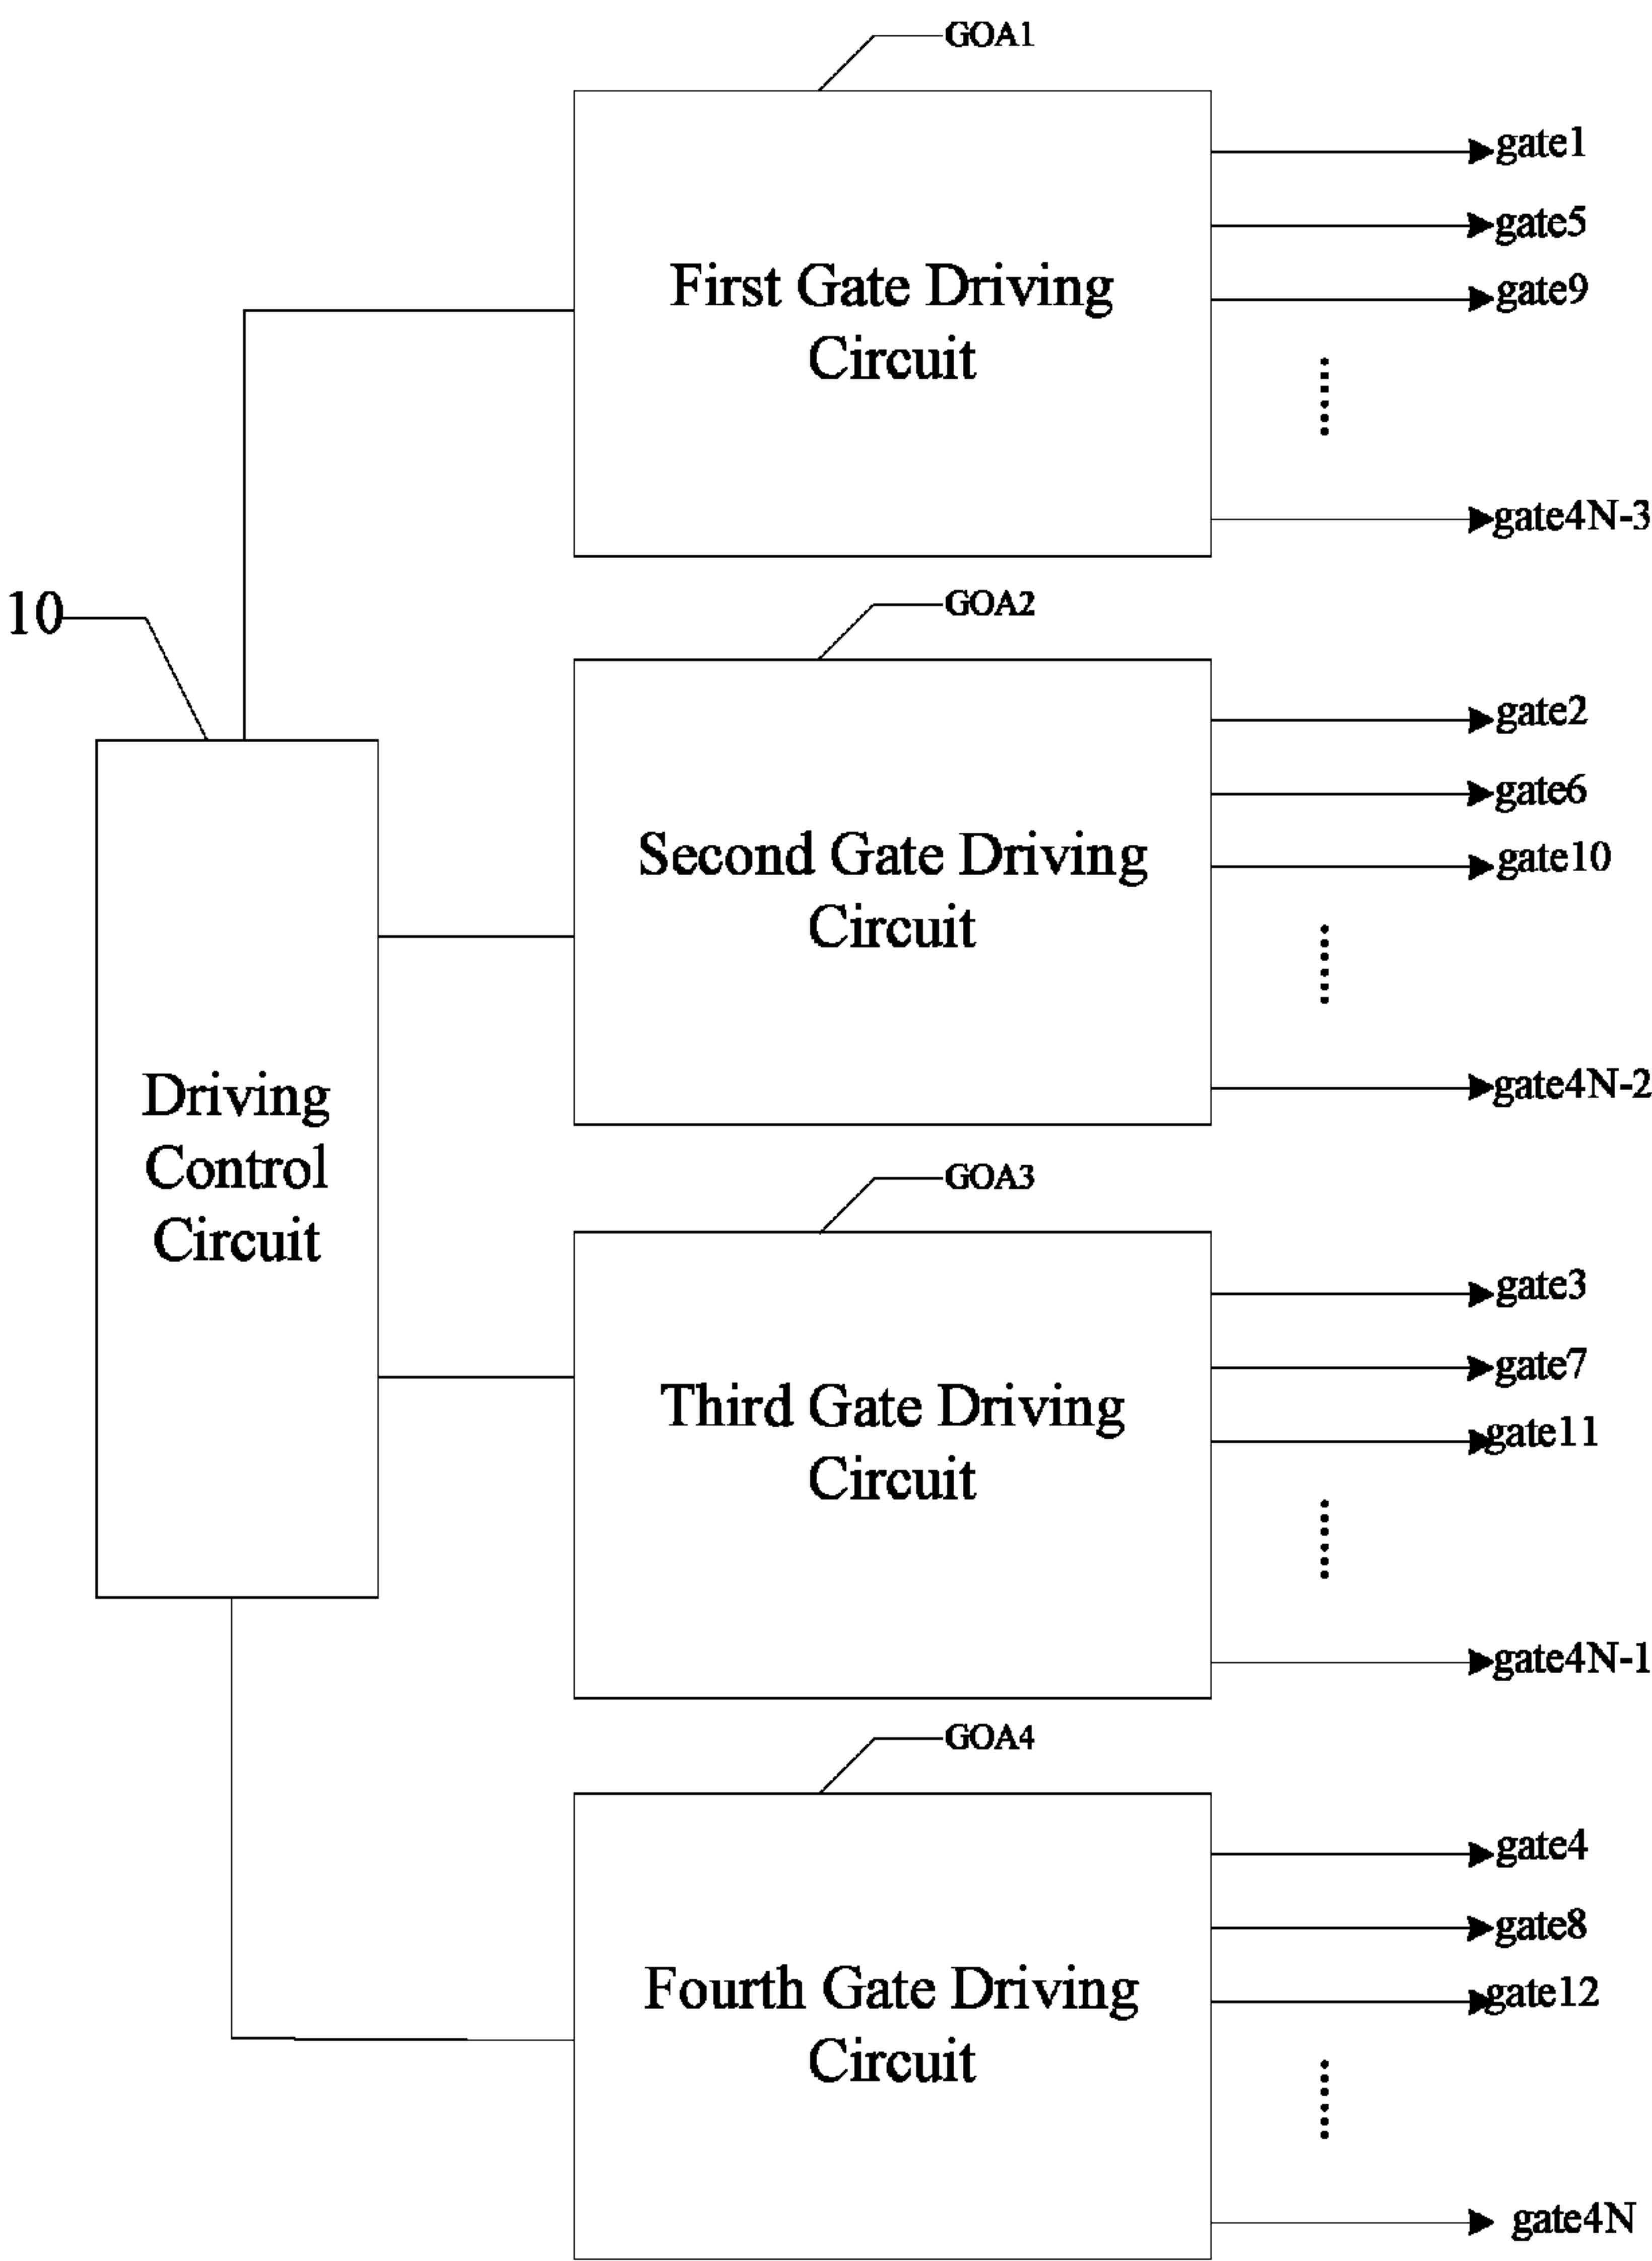 GOA1
gate1
gate5
First Gate Driving
gate9
Circuit
gate4N-3
10
GOA2
gate2
gate6
Second Gate Driving
gate10
Circuit
gate4N-2
Driving
Control
Circuit
GOA3
gate3
gate7
Third Gate Driving
gate11
Circuit
gate4N-1
GOA4
gate4
gate8
Fourth Gate Driving
gate12
Circuit
gate4N